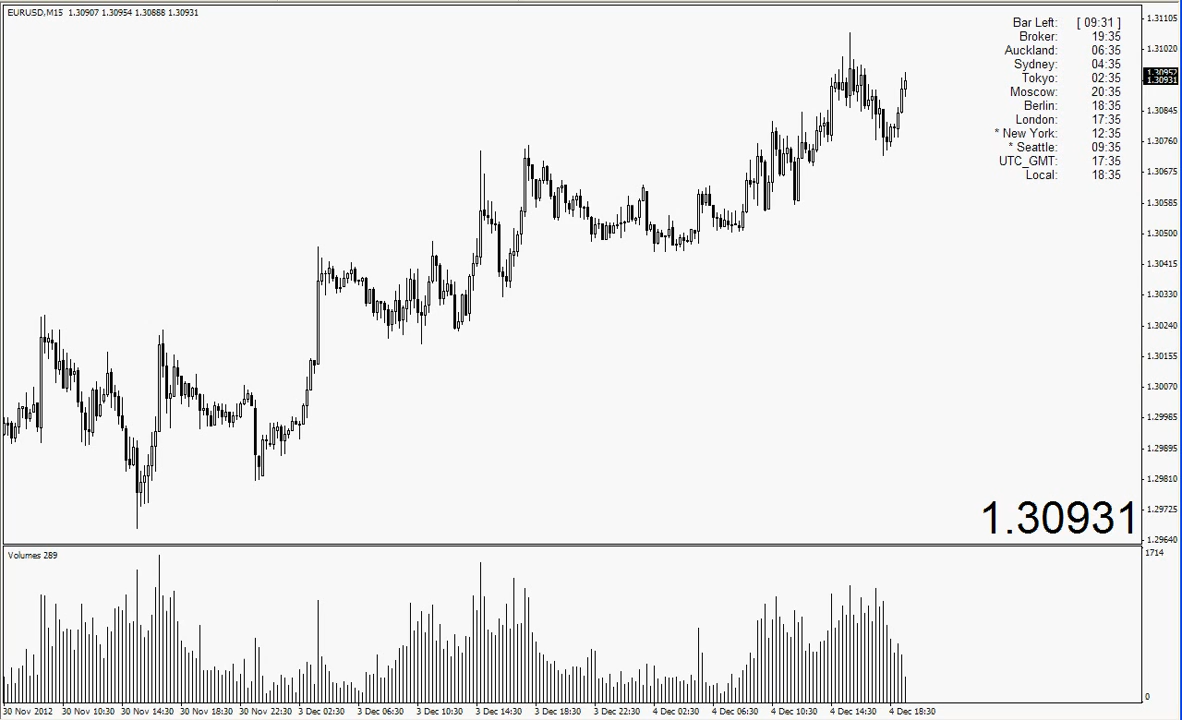 EURUSD,M15 1.30907 1.30954 1.30888 1.30931
Bar Left: [ 09:31 ]
Broker: 19:35
Auckland: 06:35
Sydney: 04:35
Tokyo: 02:35
Moscow: 20:35
Berlin: 18:35
London: 17:35
* New York: 12:35
* Seattle: 09:35
UTC_GMT: 17:35
Local: 18:35
1.31105
1.31020
1.30952
1.30931
1.30845
1.30760
1.30675
1.30585
1.30500
1.30415
1.30330
1.30240
1.30155
1.30070
1.29985
1.29895
1.29810
1.29725
1.29640
1.30931
Volumes 289
1714
0
30 Nov 2012 30 Nov 10:30 30 Nov 14:30 30 Nov 18:30 30 Nov 22:30 3 Dec 02:30 3 Dec 06:30 3 Dec 10:30 3 Dec 14:30 3 Dec 18:30 3 Dec 22:30 4 Dec 02:30 4 Dec 06:30 4 Dec 10:30 4 Dec 14:30 4 Dec 18:30